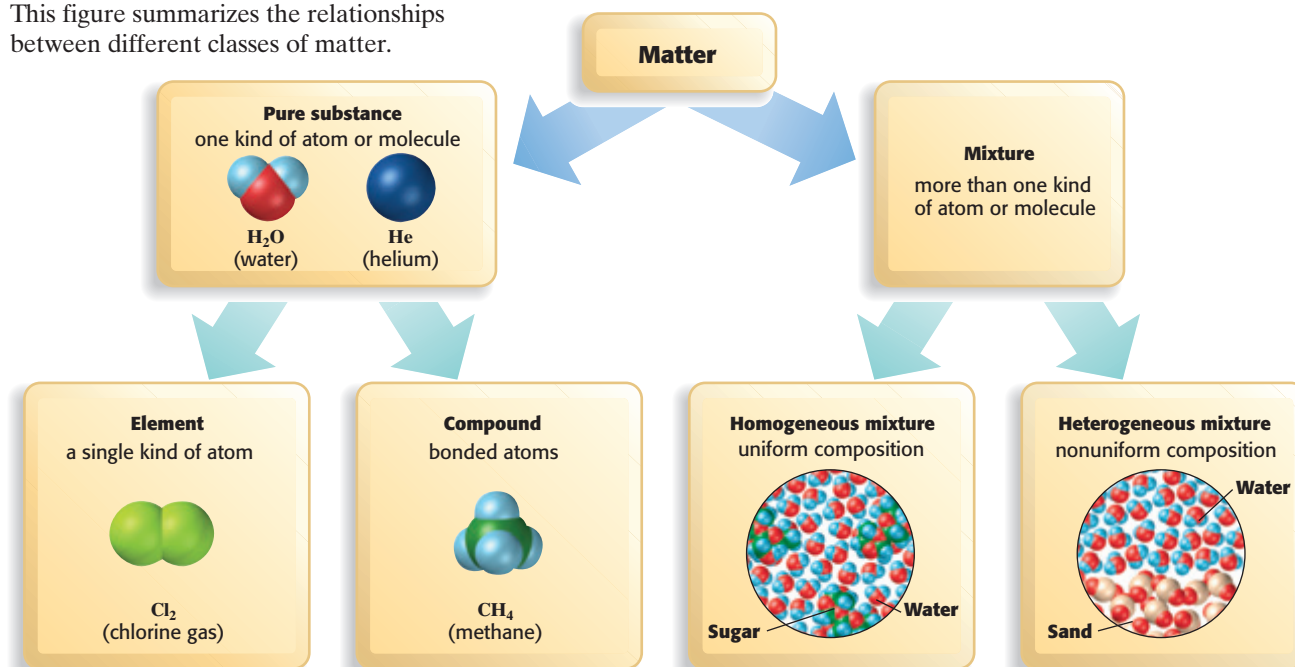 This figure summarizes the relationships
between different classes of matter.
Matter
Pure substance
one kind of atom or molecule
H₂O
(water)
He
(helium)
Mixture
more than one kind
of atom or molecule
Element
a single kind of atom
Cl₂
(chlorine gas)
Compound
bonded atoms
CH₄
(methane)
Homogeneous mixture
uniform composition
Water
Sugar
Heterogeneous mixture
nonuniform composition
Water
Sand